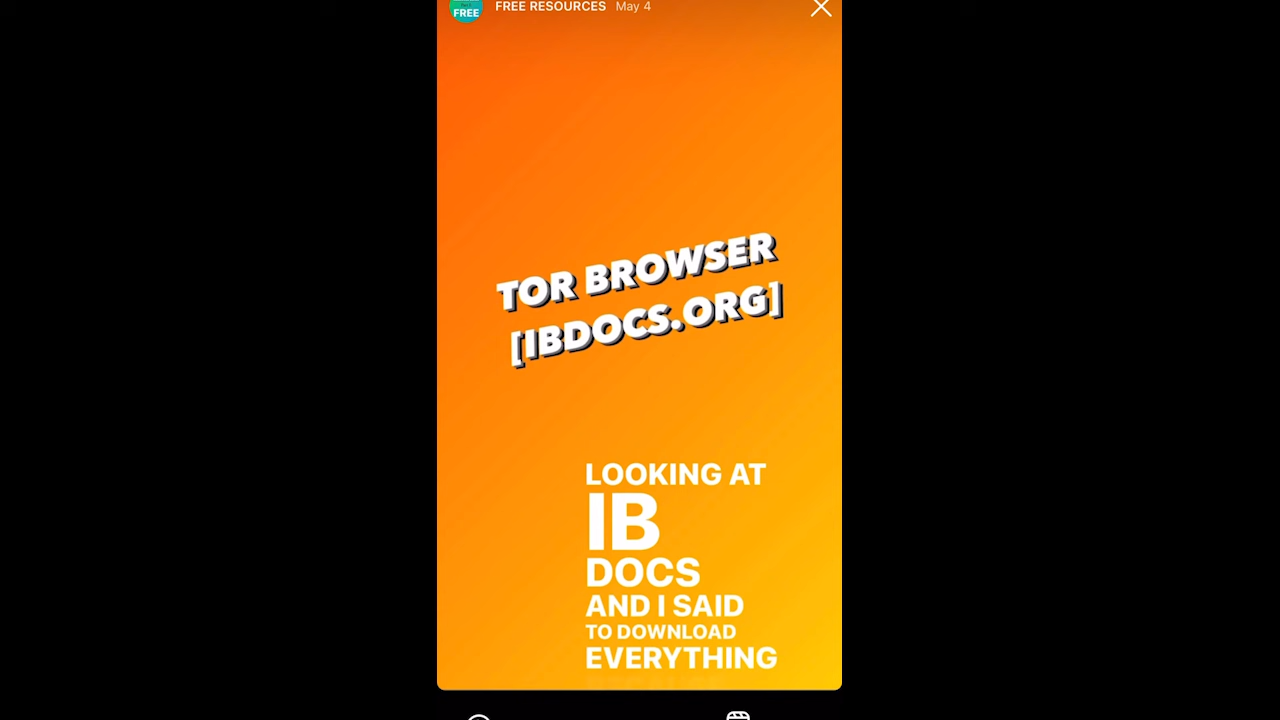 FREE
FREE RESOURCES May 4
TOR BROWSER
[IBDOCS.ORG]
LOOKING AT
IB
DOCS
AND I SAID
TO DOWNLOAD
EVERYTHING